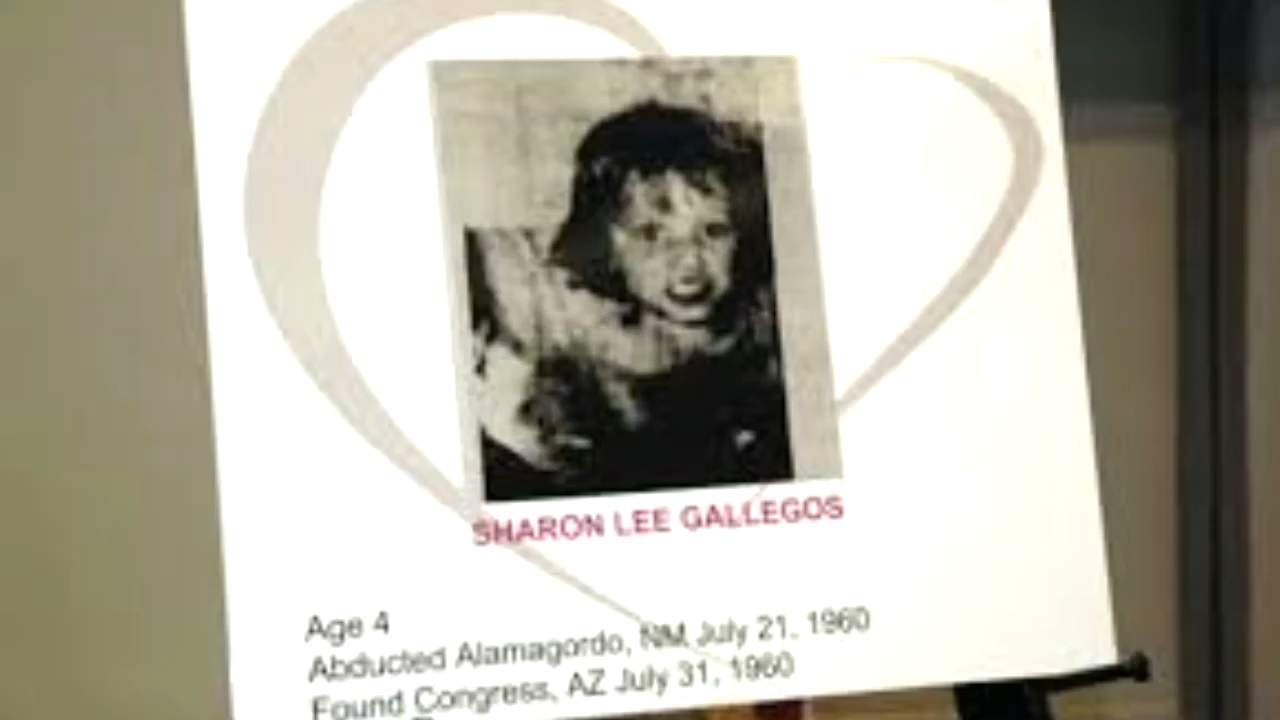 SHARON LEE GALLEGOS
Age 4
Abducted Alamagordo, NM July 21, 1960
Found Congress, AZ July 31, 1960